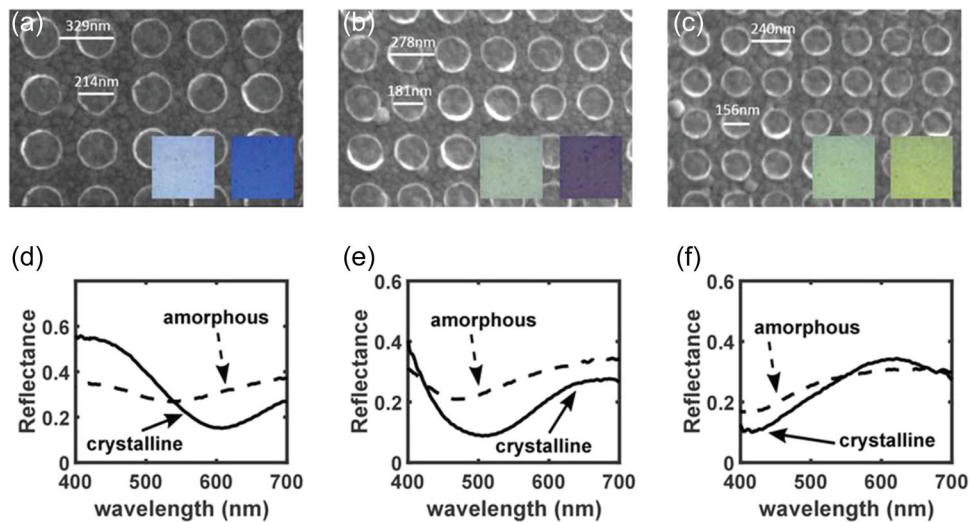 (a)
329nm
214nm
(b)
278nm
181nm
(c)
240nm
156nm
(d)
0.6
0.4
0.2
0
Reflectance
amorphous
crystalline
400 500 600 700
wavelength (nm)
(e)
0.6
0.4
0.2
0
Reflectance
amorphous
crystalline
400 500 600 700
wavelength (nm)
(f)
0.6
0.4
0.2
0
Reflectance
amorphous
crystalline
400 500 600 700
wavelength (nm)